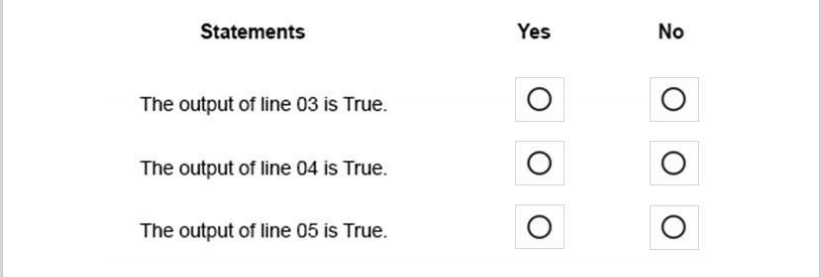 Statements Yes No
The output of line 03 is True.
The output of line 04 is True.
The output of line 05 is True.